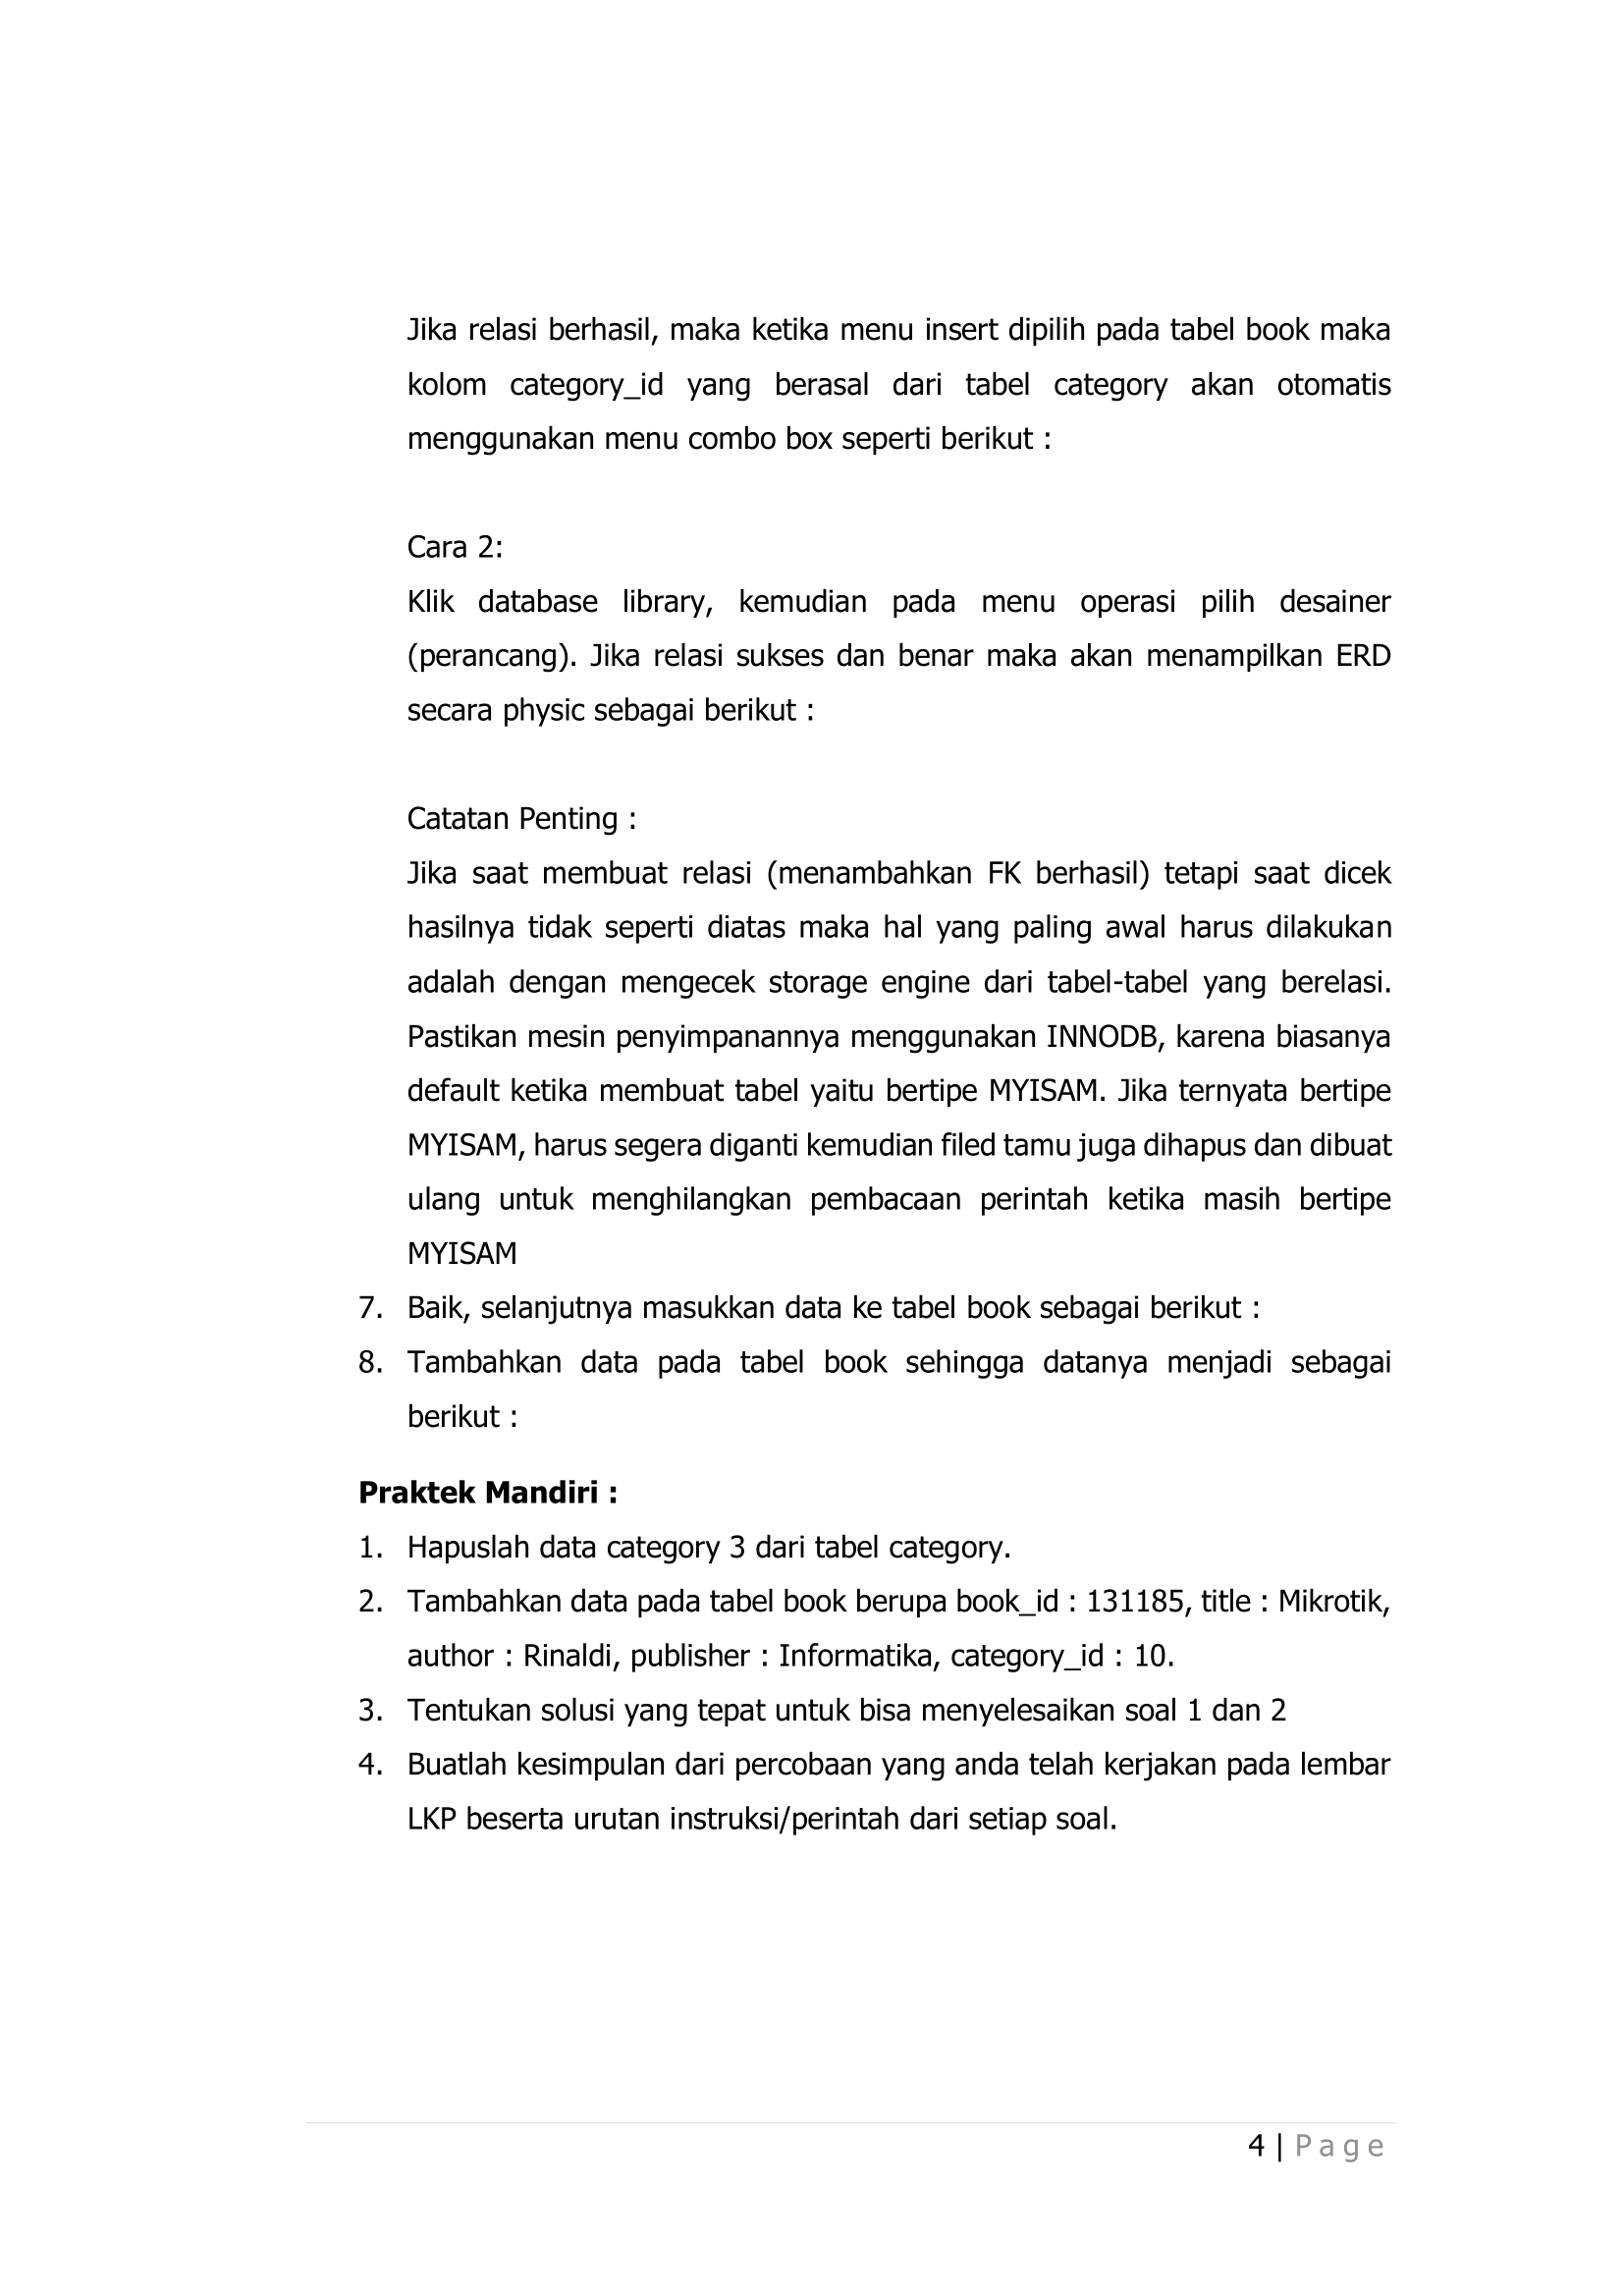 Jika relasi berhasil, maka ketika menu insert dipilih pada tabel book maka
kolom category_id yang berasal dari tabel category akan otomatis
menggunakan menu combo box seperti berikut :
Cara 2:
Klik database library, kemudian pada menu operasi pilih desainer
(perancang). Jika relasi sukses dan benar maka akan menampilkan ERD
secara physic sebagai berikut :
Catatan Penting :
Jika saat membuat relasi (menambahkan FK berhasil) tetapi saat dicek
hasilnya tidak seperti diatas maka hal yang paling awal harus dilakukan
adalah dengan mengecek storage engine dari tabel-tabel yang berelasi.
Pastikan mesin penyimpanannya menggunakan INNODB, karena biasanya
default ketika membuat tabel yaitu bertipe MYISAM. Jika ternyata bertipe
MYISAM, harus segera diganti kemudian filed tamu juga dihapus dan dibuat
ulang untuk menghilangkan pembacaan perintah ketika masih bertipe
MYISAM
7. Baik, selanjutnya masukkan data ke tabel book sebagai berikut :
8. Tambahkan data pada tabel book sehingga datanya menjadi sebagai
berikut :
Praktek Mandiri :
1. Hapuslah data category 3 dari tabel category.
2. Tambahkan data pada tabel book berupa book_id : 131185, title : Mikrotik,
author : Rinaldi, publisher : Informatika, category_id : 10.
3. Tentukan solusi yang tepat untuk bisa menyelesaikan soal 1 dan 2
4. Buatlah kesimpulan dari percobaan yang anda telah kerjakan pada lembar
LKP beserta urutan instruksi/perintah dari setiap soal.
4 | Page